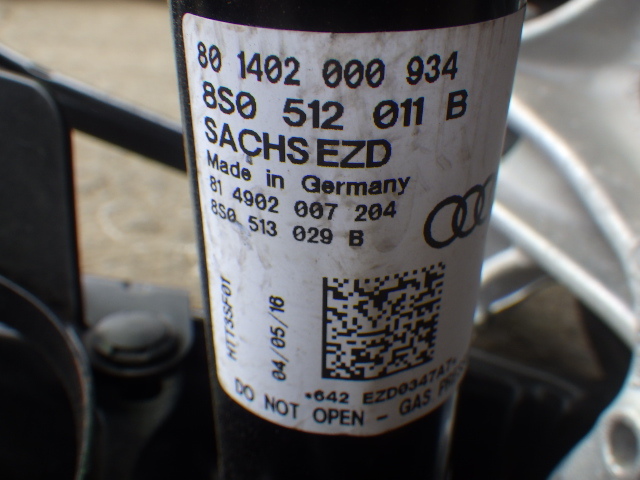 80 1402 000 934
8S0 512 011 B
SACHS EZD
Made in Germany
81 4902 007 204
8S0 513 029 B
HTT3SF01
04/05/16
*642 EZD0347A7
DO NOT OPEN - GAS